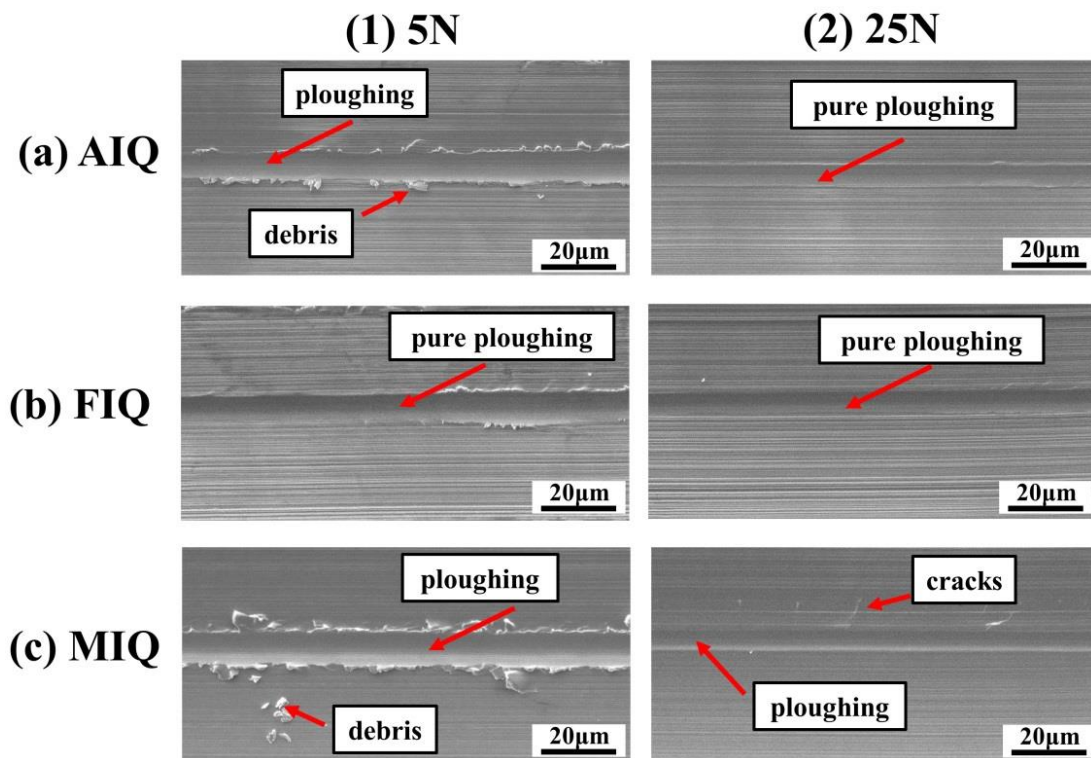 (1) 5N
(2) 25N
(a) AIQ
ploughing
debris
20μm
pure ploughing
20μm
(b) FIQ
pure ploughing
20μm
pure ploughing
20μm
(c) MIQ
ploughing
debris
20μm
cracks
ploughing
20μm